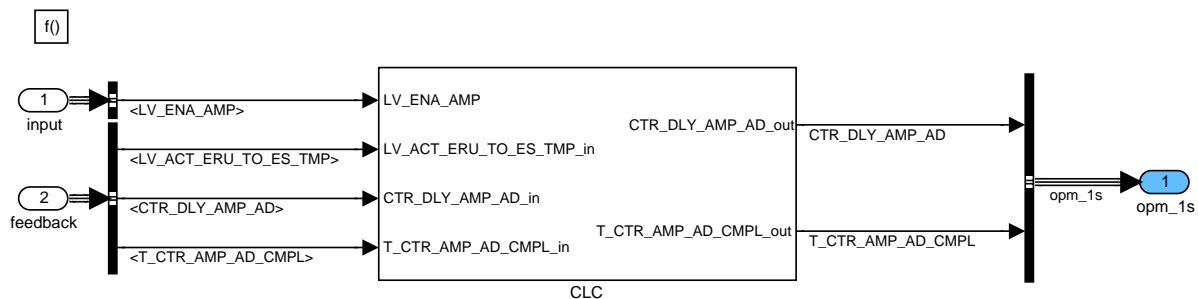 f()
1
input
<LV_ENA_AMP>
LV_ENA_AMP
<LV_ACT_ERU_TO_ES_TMP>
LV_ACT_ERU_TO_ES_TMP_in
2
feedback
<CTR_DLY_AMP_AD>
CTR_DLY_AMP_AD_in
<T_CTR_AMP_AD_CMPL>
T_CTR_AMP_AD_CMPL_in
CTR_DLY_AMP_AD_out
CTR_DLY_AMP_AD
T_CTR_AMP_AD_CMPL_out
T_CTR_AMP_AD_CMPL
CLC
opm_1s
1
opm_1s